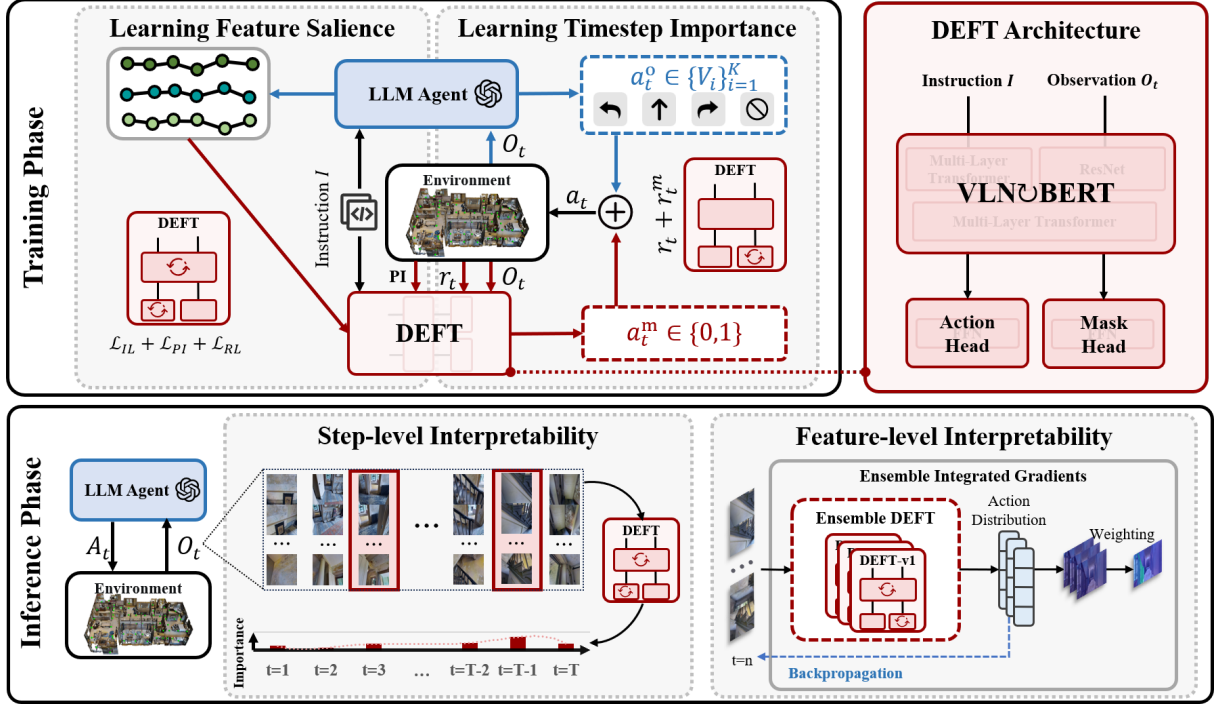 Training Phase
Learning Feature Salience
Learning Timestep Importance
LLM Agent
a_t^o ∈ {V_i}_{i=1}^K
O_t
Instruction I
</>
Environment
a_t
+
r_t + r_t^m
DEFT
DEFT
PI
r_t
O_t
DEFT
a_t^m ∈ {0,1}
ℒ_IL + ℒ_PI + ℒ_RL
DEFT Architecture
Instruction I
Observation O_t
Multi-Layer
Transformer
ResNet
VLN↻BERT
Multi-Layer Transformer
Action
Head
FFN
Mask
Head
FFN
Inference Phase
LLM Agent
A_t
O_t
Environment
Step-level Interpretability
...
...
...
...
...
...
...
DEFT
Importance
t=1
t=2
t=3
...
t=T-2
t=T-1
t=T
Feature-level Interpretability
Ensemble Integrated Gradients
Ensemble DEFT
DEFT-v1
Action
Distribution
Weighting
...
t=n
Backpropagation